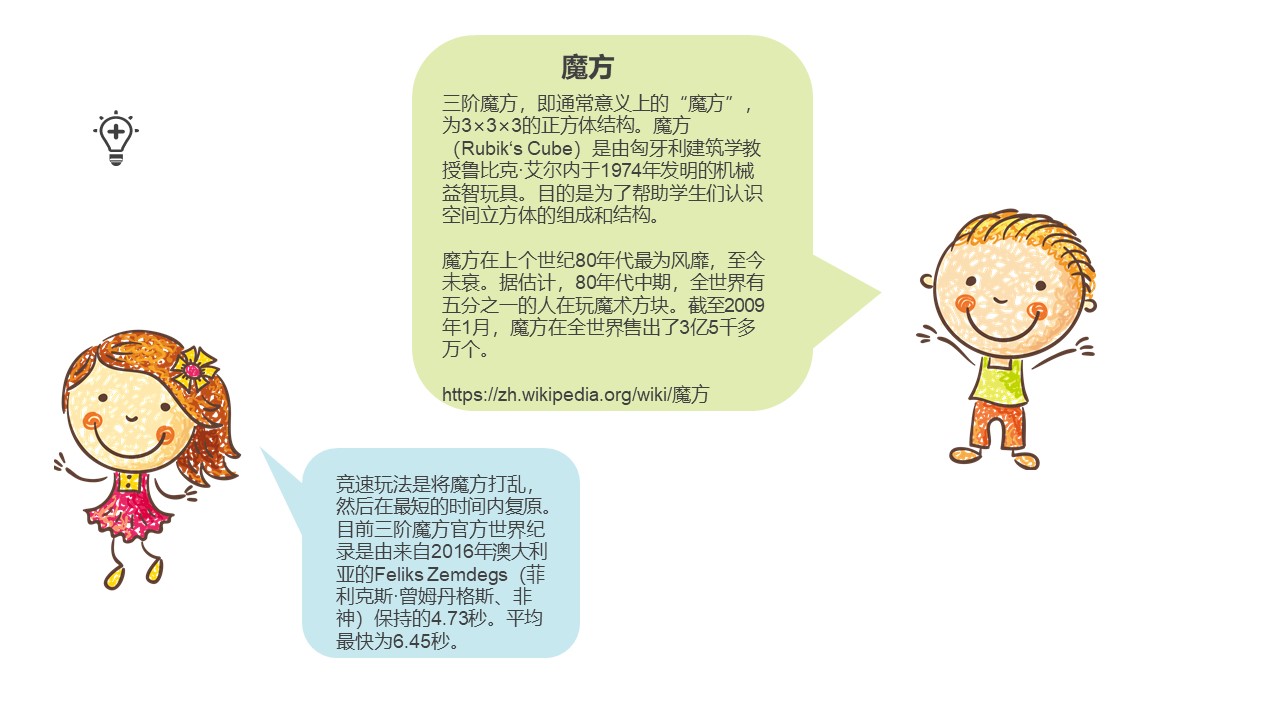 魔方
三阶魔方，即通常意义上的“魔方”，
为3×3×3的正方体结构。魔方
（Rubik‘s Cube）是由匈牙利建筑学教
授鲁比克·艾尔内于1974年发明的机械
益智玩具。目的是为了帮助学生们认识
空间立方体的组成和结构。
魔方在上个世纪80年代最为风靡，至今
未衰。据估计，80年代中期，全世界有
五分之一的人在玩魔术方块。截至2009
年1月，魔方在全世界售出了3亿5千多
万个。
https://zh.wikipedia.org/wiki/魔方
竞速玩法是将魔方打乱，
然后在最短的时间内复原。
目前三阶魔方官方世界纪
录是由来自2016年澳大利
亚的Feliks Zemdegs（菲
利克斯·曾姆丹格斯、非
神）保持的4.73秒。平均
最快为6.45秒。